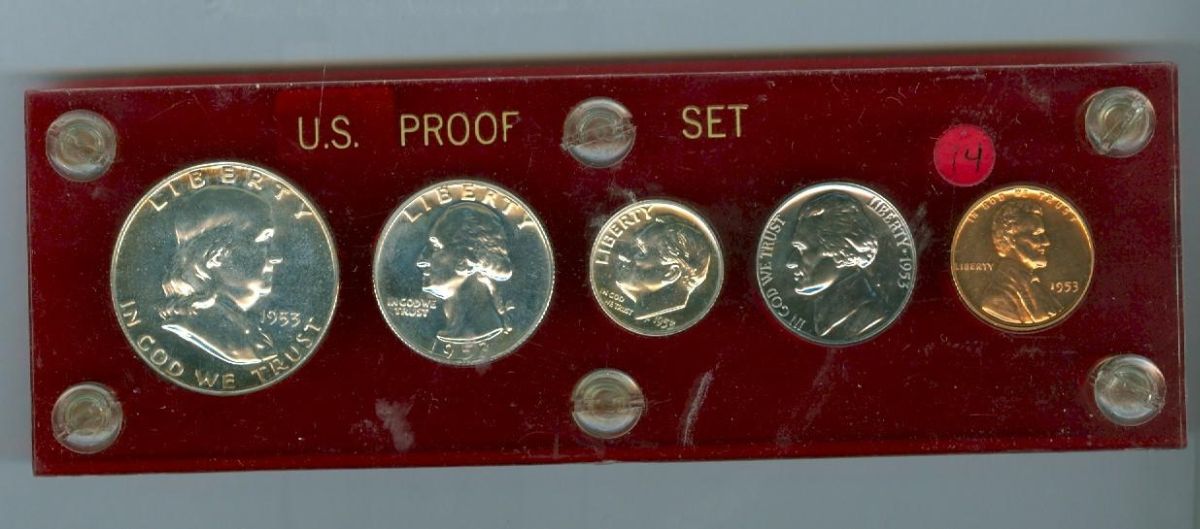 U.S. PROOF SET
14
LIBERTY
1953
IN GOD WE TRUST
LIBERTY
IN GOD WE
TRUST
LIBERTY
IN GOD
WE TRUST
IN GOD WE TRUST
LIBERTY · 1953
IN GOD WE TRUST
LIBERTY
1953